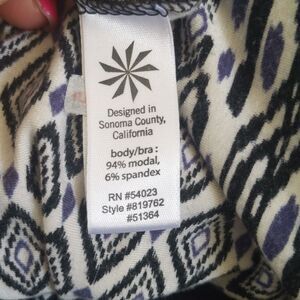 Designed in
Sonoma County,
California
body/bra :
94% modal,
6% spandex
RN #54023
Style #819762
#51364